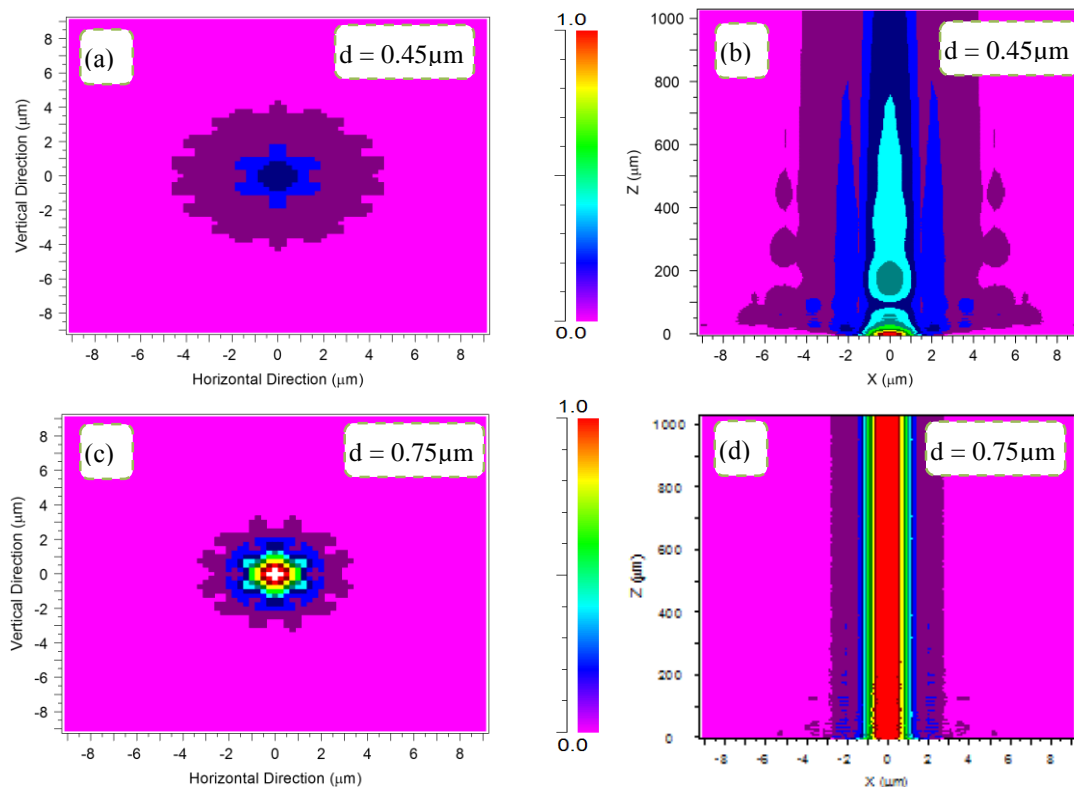 (a)
d = 0.45µm
Vertical Direction (µm)
8
6
4
2
0
-2
-4
-6
-8
-8 -6 -4 -2 0 2 4 6 8
Horizontal Direction (µm)
1.0
0.0
(b)
d = 0.45µm
Z (µm)
1000
800
600
400
200
0
-8 -6 -4 -2 0 2 4 6 8
X (µm)
(c)
d = 0.75µm
Vertical Direction (µm)
8
6
4
2
0
-2
-4
-6
-8
-8 -6 -4 -2 0 2 4 6 8
Horizontal Direction (µm)
1.0
0.0
(d)
d = 0.75µm
Z (µm)
1000
800
600
400
200
0
-8 -6 -4 -2 0 2 4 6 8
X (µm)